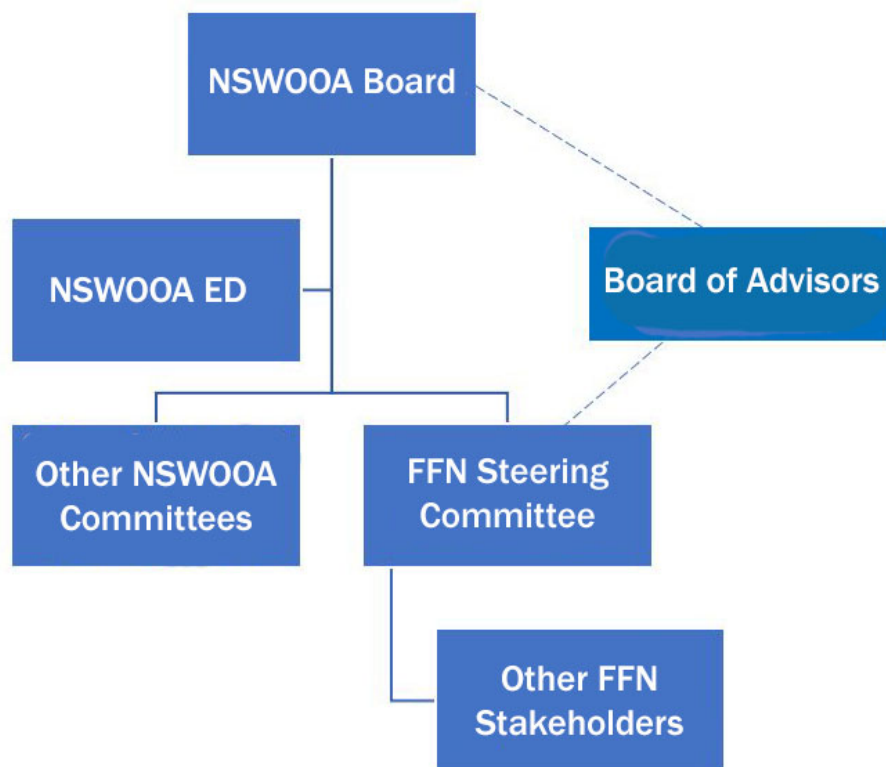 NSWOOA Board
NSWOOA ED
Board of Advisors
Other NSWOOA
Committees
FFN Steering
Committee
Other FFN
Stakeholders